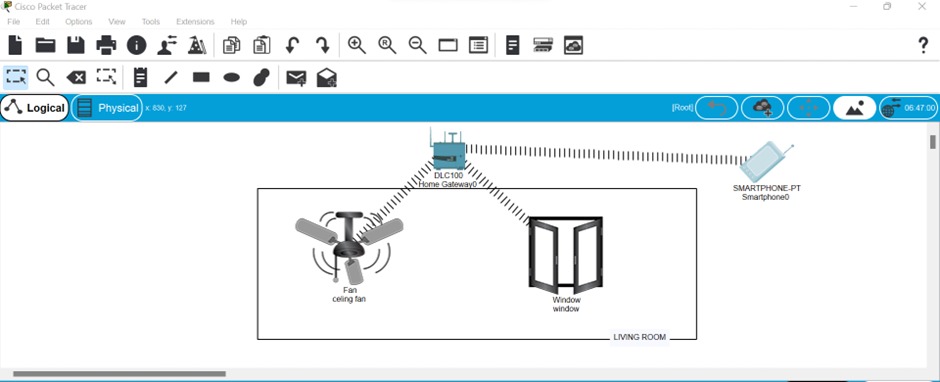 Cisco Packet Tracer
File Edit Options View Tools Extensions Help
Logical Physical x: 830, y: 127 [Root] 06:47:00
DLC100
Home Gateway0
SMARTPHONE-PT
Smartphone0
Fan
celing fan
Window
window
LIVING ROOM